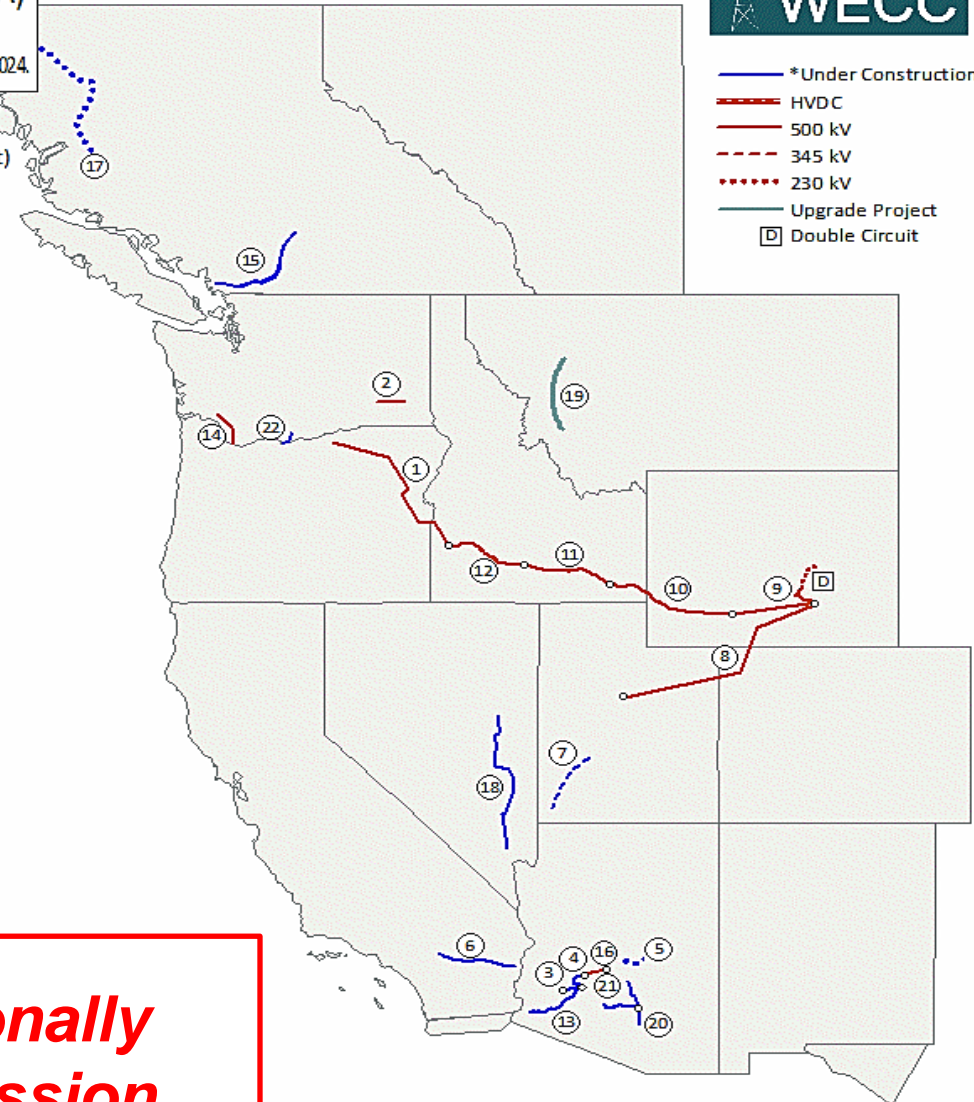 WECC
024.
*Under Construction
HVDC
500 kV
345 kV
230 kV
Upgrade Project
D Double Circuit
17
15
2
19
14
22
1
11
12
10
9
D
8
7
18
6
16
5
4
3
21
13
20
onally
ssion